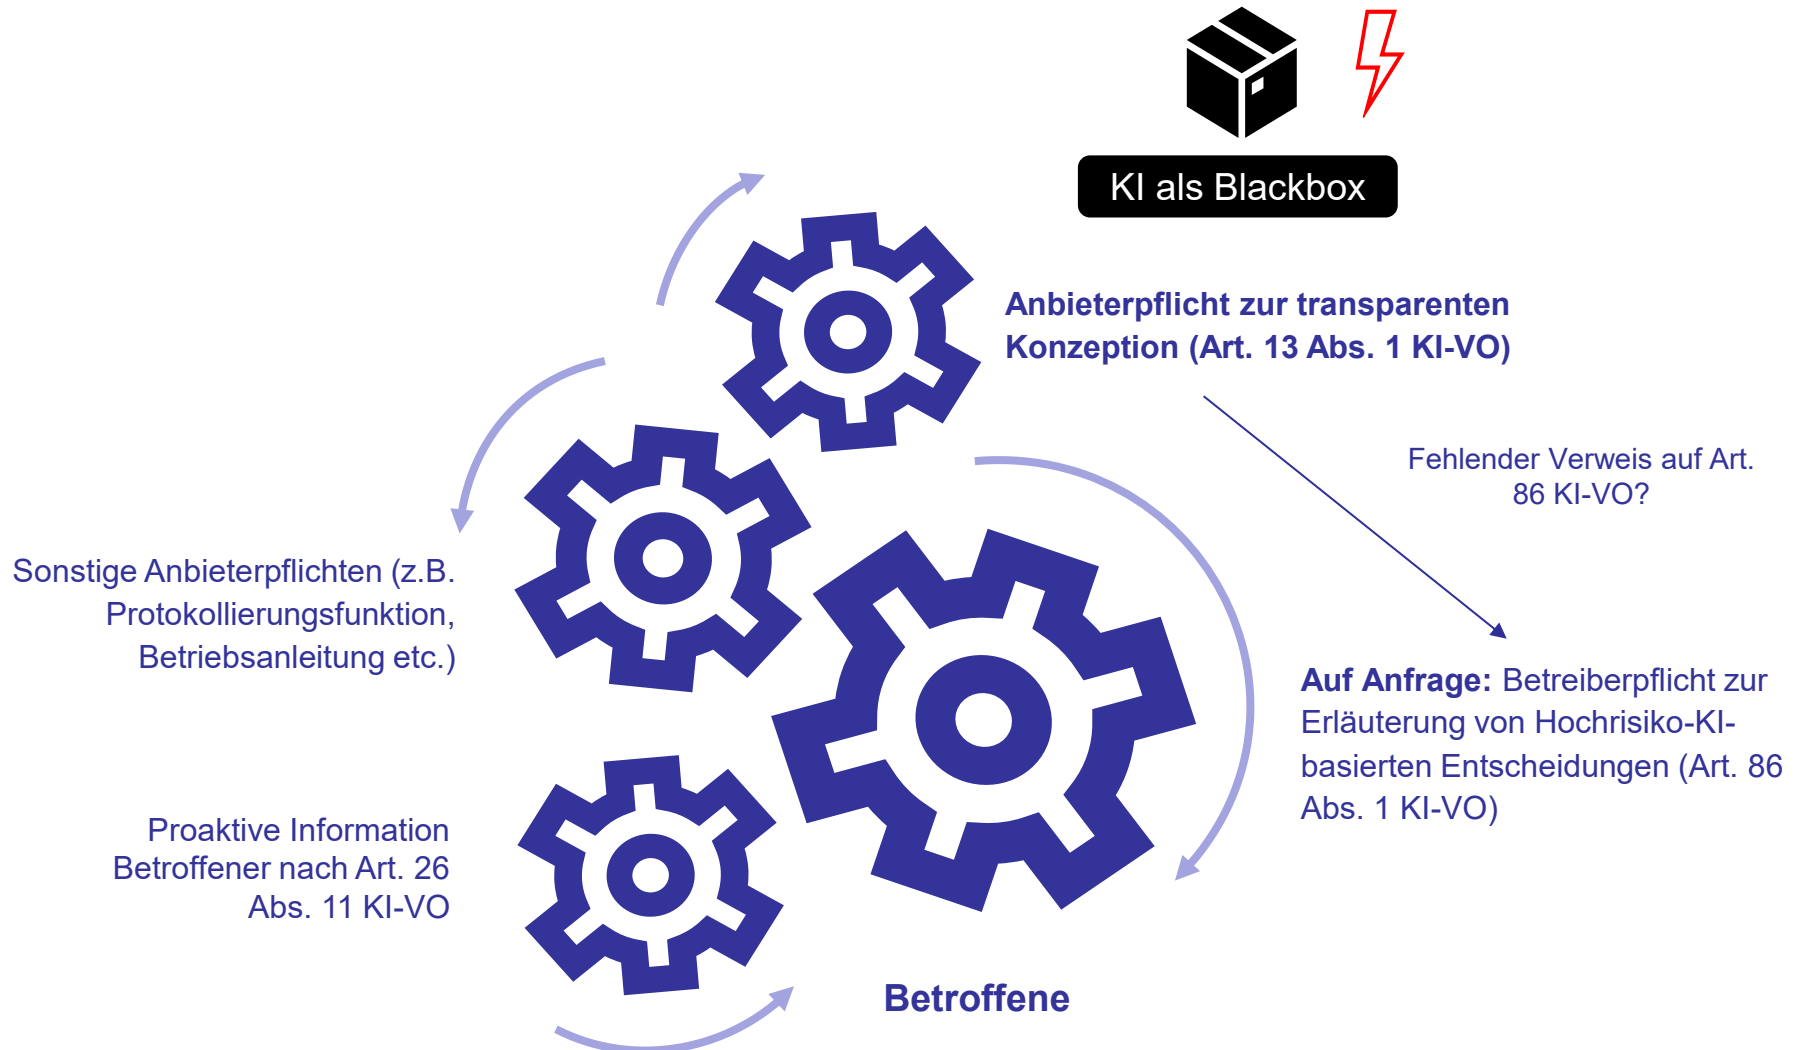 KI als Blackbox
Anbieterpflicht zur transparenten
Konzeption (Art. 13 Abs. 1 KI-VO)
Fehlender Verweis auf Art.
86 KI-VO?
Sonstige Anbieterpflichten (z.B.
Protokollierungsfunktion,
Betriebsanleitung etc.)
Auf Anfrage: Betreiberpflicht zur
Erläuterung von Hochrisiko-KI-
basierten Entscheidungen (Art. 86
Abs. 1 KI-VO)
Proaktive Information
Betroffener nach Art. 26
Abs. 11 KI-VO
Betroffene